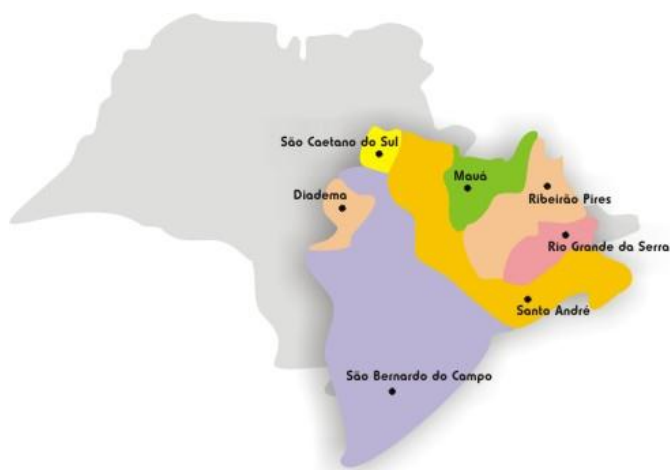 São Caetano do Sul
Mauá
Diadema
Ribeirão Pires
Rio Grande da Serra
Santo André
São Bernardo do Campo